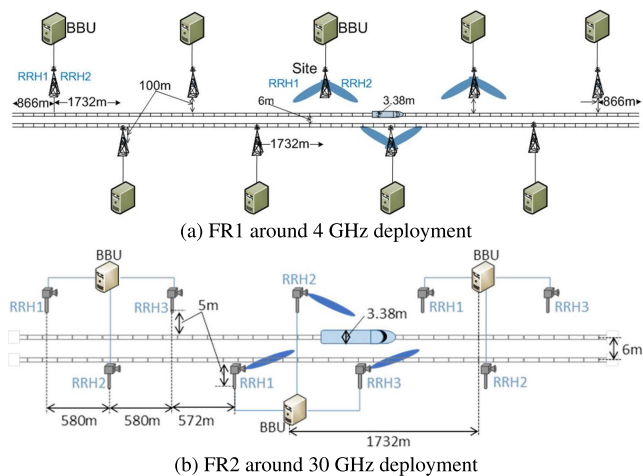 BBU
BBU
RRH1 RRH2
Site
RRH1 RRH2
866m
1732m
100m
6m
3.38m
866m
1732m
(a) FR1 around 4 GHz deployment
BBU
BBU
RRH1
RRH3
5m
RRH2
3.38m
RRH1
RRH3
6m
RRH2
RRH1
RRH3
RRH2
580m
580m
572m
BBU
1732m
(b) FR2 around 30 GHz deployment